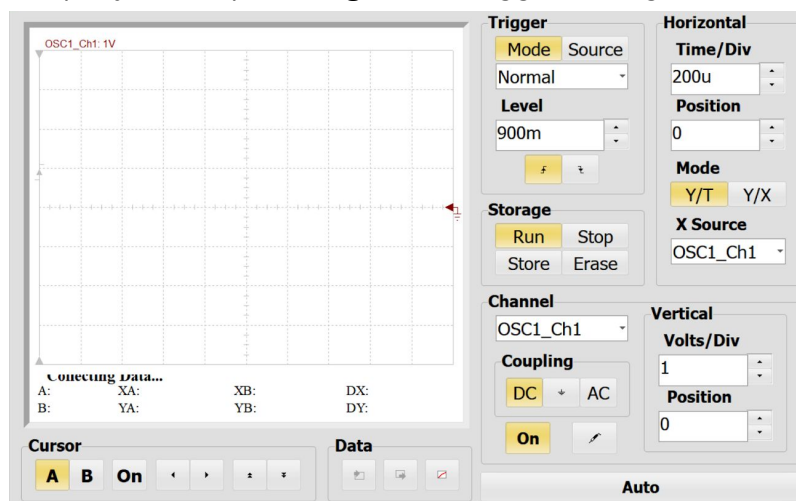 OSC1_Ch1: 1V
Collecting Data...
A: XA: XB: DX:
B: YA: YB: DY:
Cursor
A B On
Data
Trigger
Mode Source
Normal
Level
900m
Storage
Run Stop
Store Erase
Horizontal
Time/Div
200u
Position
0
Mode
Y/T Y/X
X Source
OSC1_Ch1
Channel
OSC1_Ch1
Coupling
DC AC
On
Vertical
Volts/Div
1
Position
0
Auto